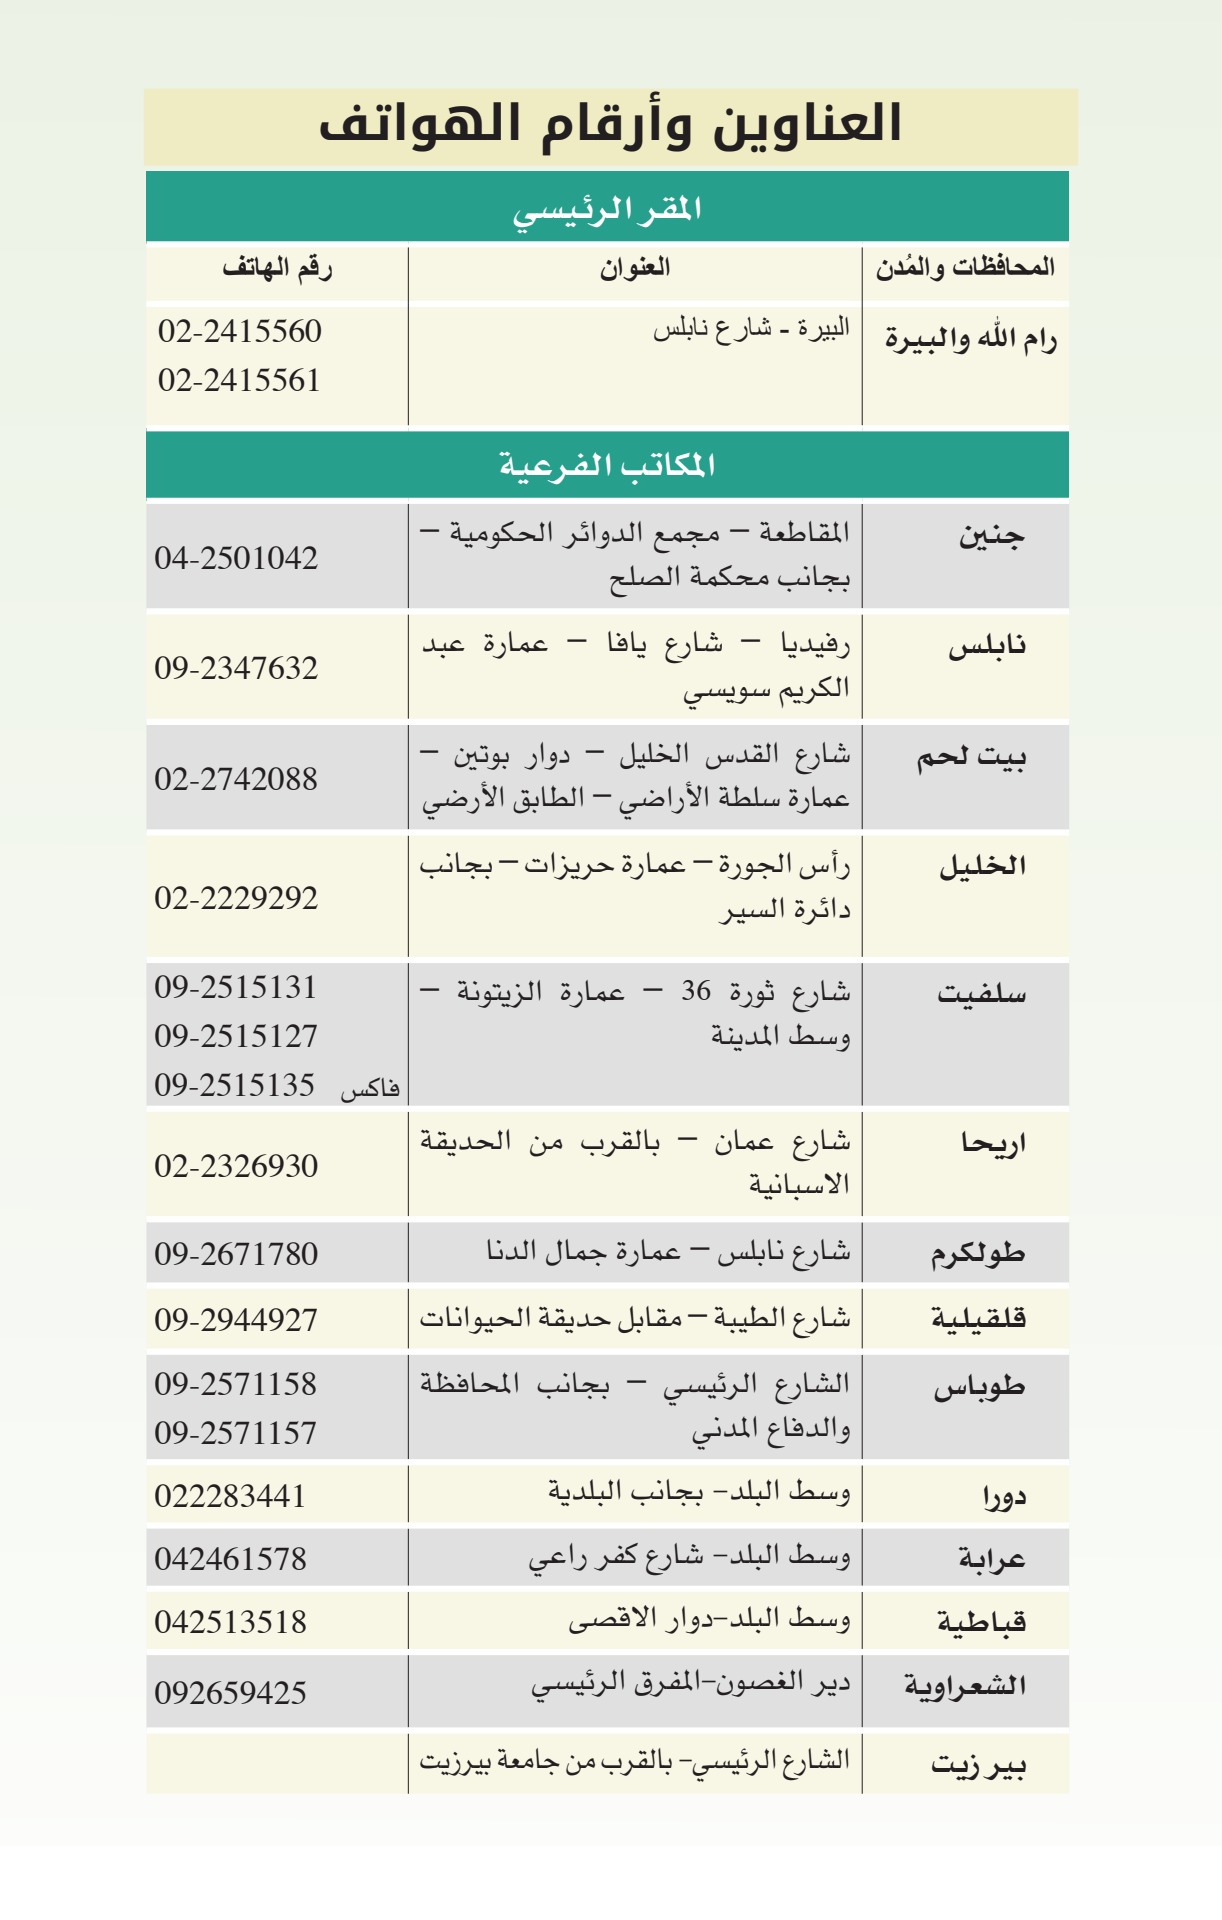 العناوين وأرقام الهواتف
المقر الرئيسي
المحافظات والمُدن العنوان رقم الهاتف
رام الله والبيرة البيرة - شارع نابلس 02-2415560
02-2415561
المكاتب الفرعية
جنين المقاطعة – مجمع الدوائر الحكومية –
بجانب محكمة الصلح 04-2501042
نابلس رفيديا – شارع يافا – عمارة عبد
الكريم سويسي 09-2347632
بيت لحم شارع القدس الخليل – دوار بوتين –
عمارة سلطة الأراضي – الطابق الأرضي 02-2742088
الخليل رأس الجورة – عمارة حريزات – بجانب
دائرة السير 02-2229292
سلفيت شارع ثورة 36 – عمارة الزيتونة –
وسط المدينة 09-2515131
09-2515127
فاكس 09-2515135
اريحا شارع عمان – بالقرب من الحديقة
الاسبانية 02-2326930
طولكرم شارع نابلس – عمارة جمال الدنا 09-2671780
قلقيلية شارع الطيبة – مقابل حديقة الحيوانات 09-2944927
طوباس الشارع الرئيسي – بجانب المحافظة
والدفاع المدني 09-2571158
09-2571157
دورا وسط البلد– بجانب البلدية 022283441
عرابة وسط البلد– شارع كفر راعي 042461578
قباطية وسط البلد–دوار الاقصى 042513518
الشعراوية دير الغصون–المفرق الرئيسي 092659425
بير زيت الشارع الرئيسي– بالقرب من جامعة بيرزيت